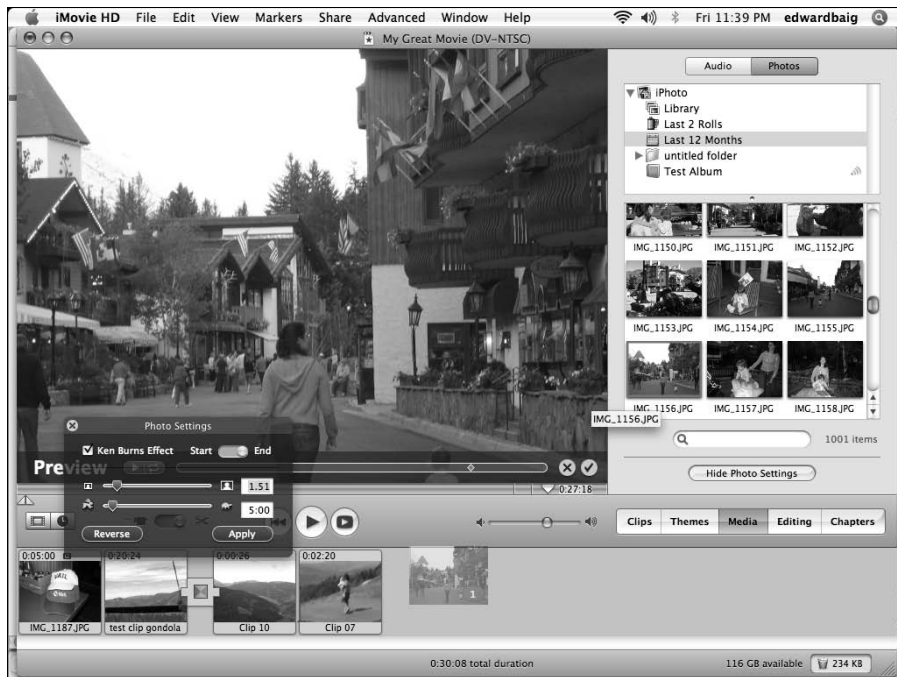 iMovie HD File Edit View Markers Share Advanced Window Help Fri 11:39 PM edwardbaig
My Great Movie (DV-NTSC)
Audio Photos
iPhoto
Library
Last 2 Rolls
Last 12 Months
untitled folder
Test Album
IMG_1150.JPG IMG_1151.JPG IMG_1152.JPG
IMG_1153.JPG IMG_1154.JPG IMG_1155.JPG
IMG_1156.JPG IMG_1157.JPG IMG_1158.JPG
IMG_1156.JPG
1001 items
Hide Photo Settings
Photo Settings
Ken Burns Effect Start End
Preview
1.51
5:00
Reverse Apply
0:27:18
Clips Themes Media Editing Chapters
0:05:00 0:20:24 0:00:26 0:02:20
1
IMG_1187.JPG test clip gondola Clip 10 Clip 07
0:30:08 total duration 116 GB available 234 KB